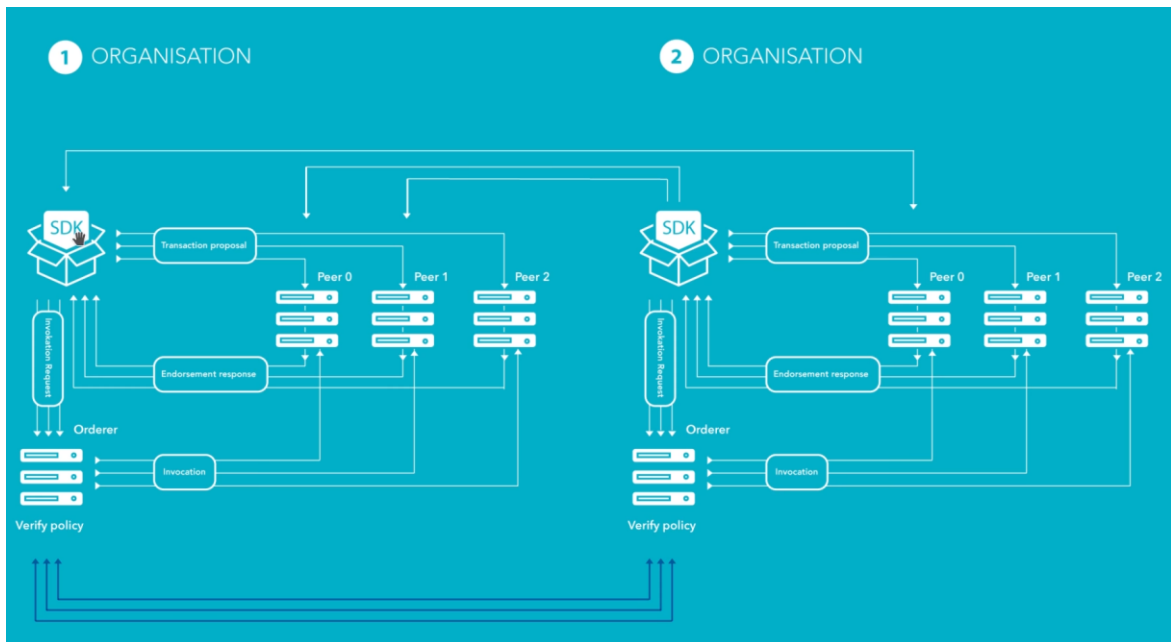 1 ORGANISATION
2 ORGANISATION
SDK
Transaction proposal
Peer 0
Peer 1
Peer 2
Invokation Request
Endorsement response
Orderer
Invocation
Verify policy
SDK
Transaction proposal
Peer 0
Peer 1
Peer 2
Invokation Request
Endorsement response
Orderer
Invocation
Verify policy